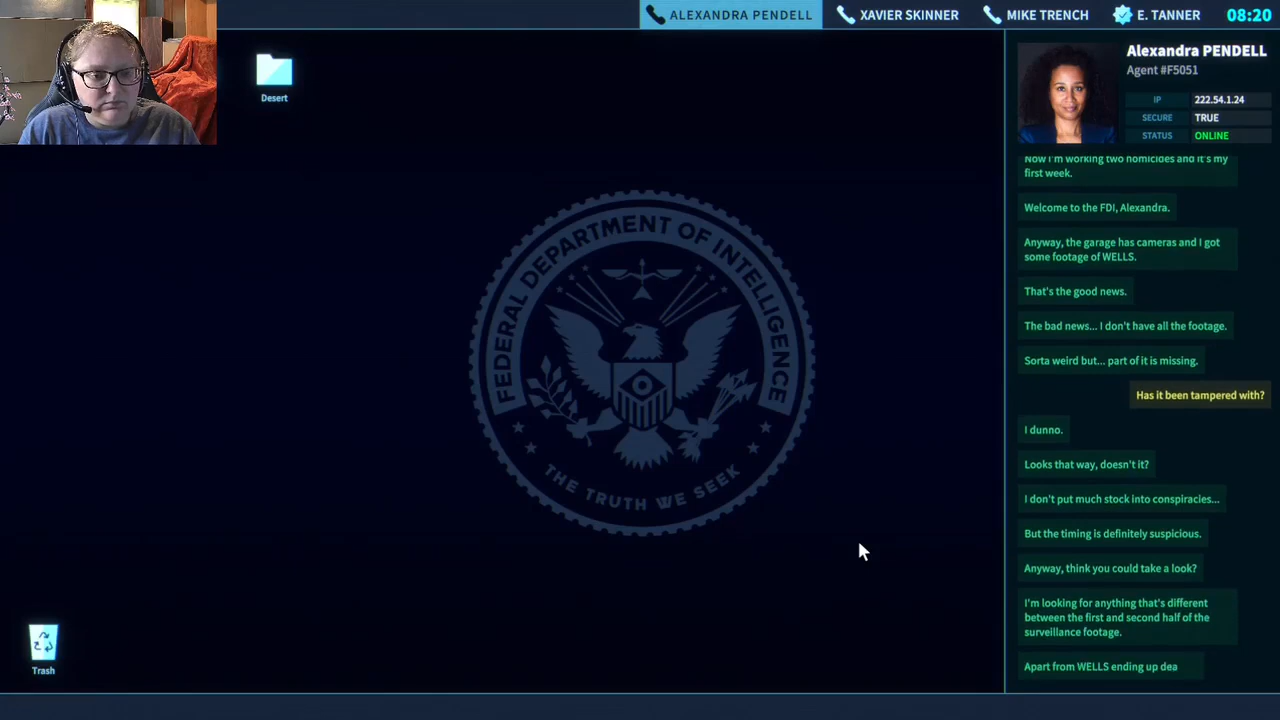 ALEXANDRA PENDELL
XAVIER SKINNER
MIKE TRENCH
E. TANNER
08:20
Desert
Trash
FEDERAL DEPARTMENT OF INTELLIGENCE
THE TRUTH WE SEEK
Alexandra PENDELL
Agent #F5051
IP 222.54.1.24
SECURE TRUE
STATUS ONLINE
Now I'm working two homicides and it's my
first week.
Welcome to the FDI, Alexandra.
Anyway, the garage has cameras and I got
some footage of WELLS.
That's the good news.
The bad news... I don't have all the footage.
Sorta weird but... part of it is missing.
Has it been tampered with?
I dunno.
Looks that way, doesn't it?
I don't put much stock into conspiracies...
But the timing is definitely suspicious.
Anyway, think you could take a look?
I'm looking for anything that's different
between the first and second half of the
surveillance footage.
Apart from WELLS ending up dea